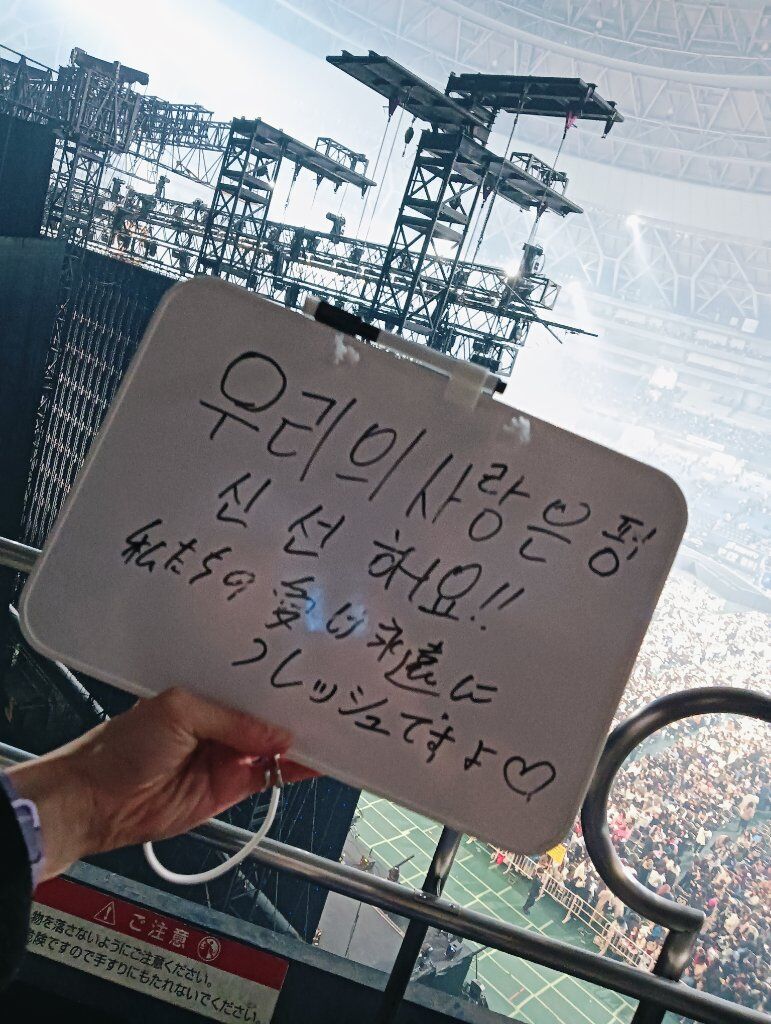 우리의 사랑은
신선해요!!
私たちの愛は永遠に
フレッシュですよ♡
ご注意
物を落さないようにご注意ください。
危険ですので手すりにもたれないでください。